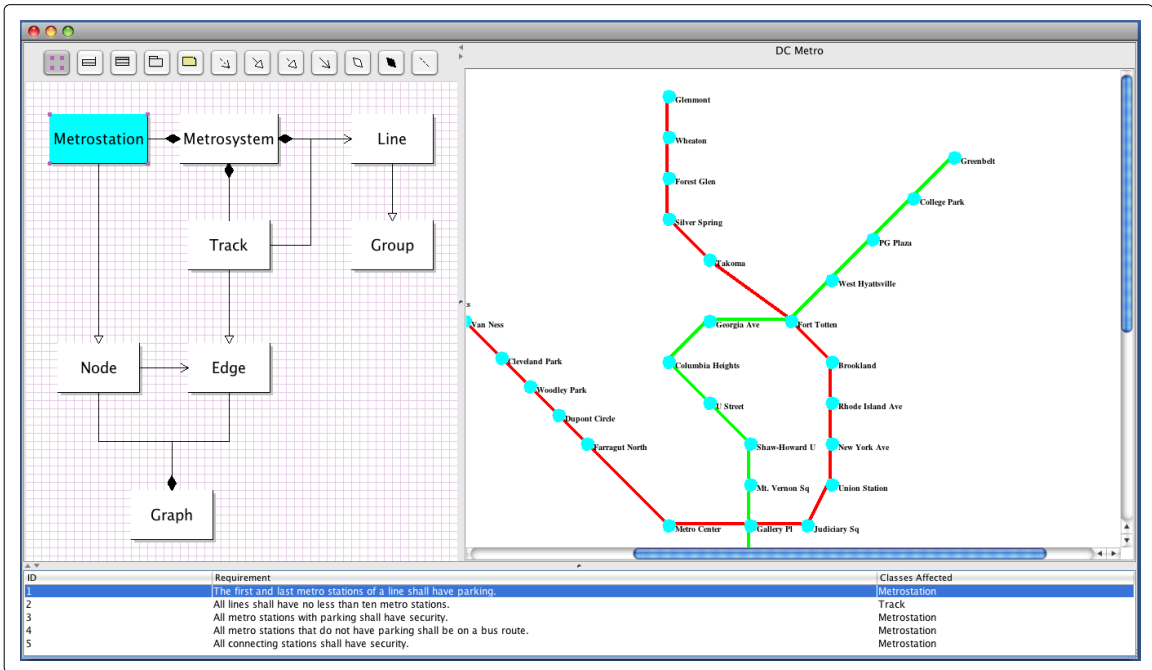 DC Metro
Metrostation
Metrosystem
Line
Track
Group
Node
Edge
Graph
Glenmont
Wheaton
Forest Glen
Silver Spring
Takoma
Greenbelt
College Park
PG Plaza
West Hyattsville
Van Ness
Georgia Ave
Fort Totten
Cleveland Park
Columbia Heights
Brookland
Woodley Park
U Street
Rhode Island Ave
Dupont Circle
Farragut North
Shaw-Howard U
New York Ave
Mt. Vernon Sq
Union Station
Metro Center
Gallery Pl
Judiciary Sq
ID Requirement Classes Affected
1 The first and last metro stations of a line shall have parking. Metrostation
2 All lines shall have no less than ten metro stations. Track
3 All metro stations with parking shall have security. Metrostation
4 All metro stations that do not have parking shall be on a bus route. Metrostation
5 All connecting stations shall have security. Metrostation